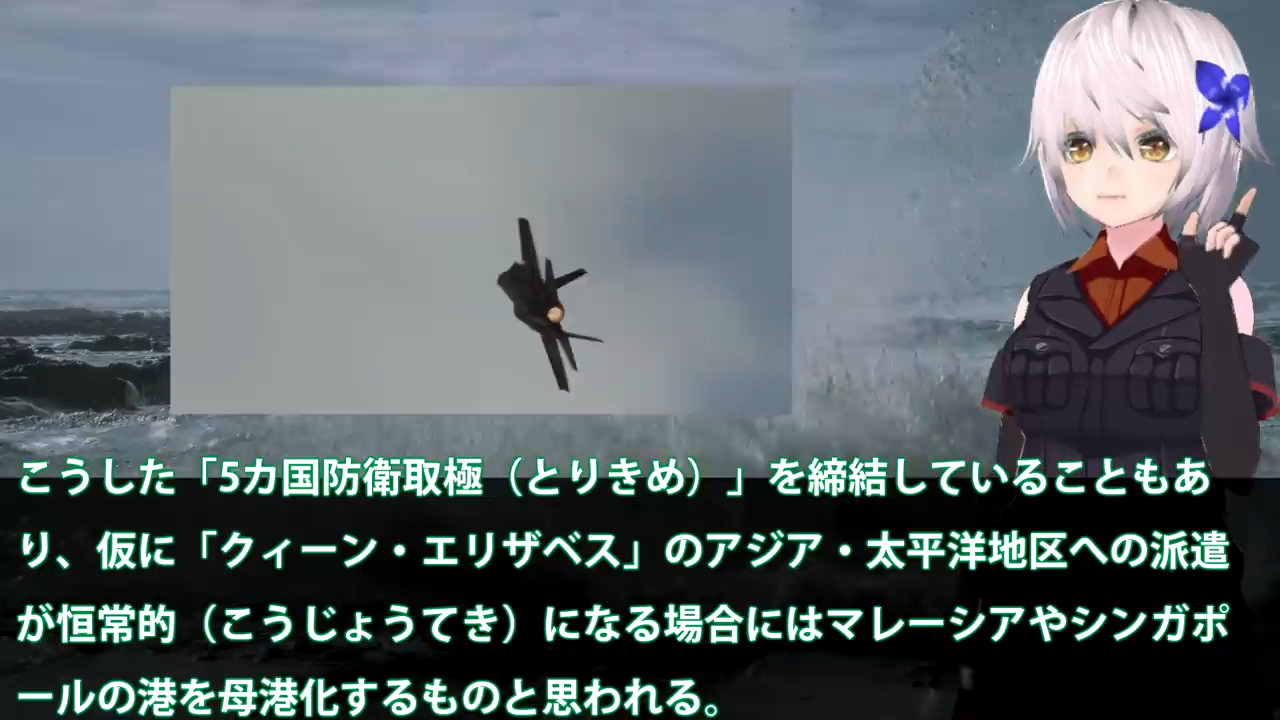 こうした「5カ国防衛取極（とりきめ）」を締結していることもあ
り、仮に「クィーン・エリザベス」のアジア・太平洋地区への派遣
が恒常的（こうじょうてき）になる場合にはマレーシアやシンガポ
ールの港を母港化するものと思われる。